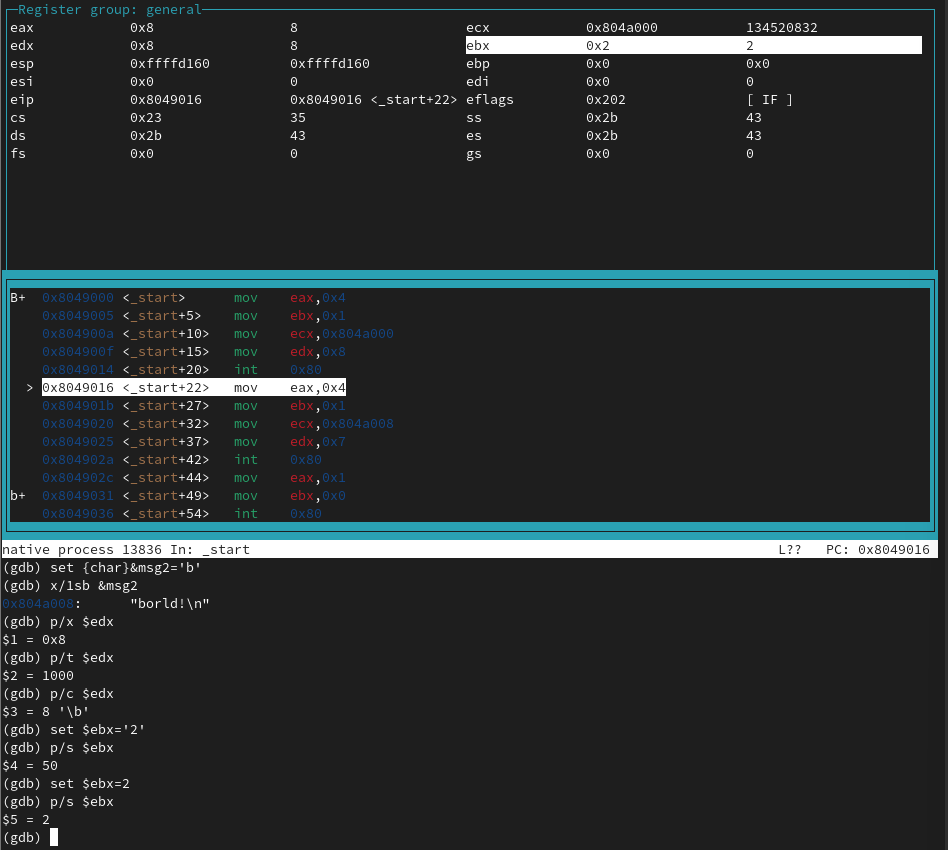 Register group: general
eax 0x8 8 ecx 0x804a000 134520832
edx 0x8 8 ebx 0x2 2
esp 0xffffd160 0xffffd160 ebp 0x0 0x0
esi 0x0 0 edi 0x0 0
eip 0x8049016 0x8049016 <_start+22> eflags 0x202 [ IF ]
cs 0x23 35 ss 0x2b 43
ds 0x2b 43 es 0x2b 43
fs 0x0 0 gs 0x0 0
B+ 0x8049000 <_start> mov eax,0x4
0x8049005 <_start+5> mov ebx,0x1
0x804900a <_start+10> mov ecx,0x804a000
0x804900f <_start+15> mov edx,0x8
0x8049014 <_start+20> int 0x80
> 0x8049016 <_start+22> mov eax,0x4
0x804901b <_start+27> mov ebx,0x1
0x8049020 <_start+32> mov ecx,0x804a008
0x8049025 <_start+37> mov edx,0x7
0x804902a <_start+42> int 0x80
0x804902c <_start+44> mov eax,0x1
b+ 0x8049031 <_start+49> mov ebx,0x0
0x8049036 <_start+54> int 0x80
native process 13836 In: _start L?? PC: 0x8049016
(gdb) set {char}&msg2='b'
(gdb) x/1sb &msg2
0x804a008: "borld!\n"
(gdb) p/x $edx
$1 = 0x8
(gdb) p/t $edx
$2 = 1000
(gdb) p/c $edx
$3 = 8 '\b'
(gdb) set $ebx='2'
(gdb) p/s $ebx
$4 = 50
(gdb) set $ebx=2
(gdb) p/s $ebx
$5 = 2
(gdb)